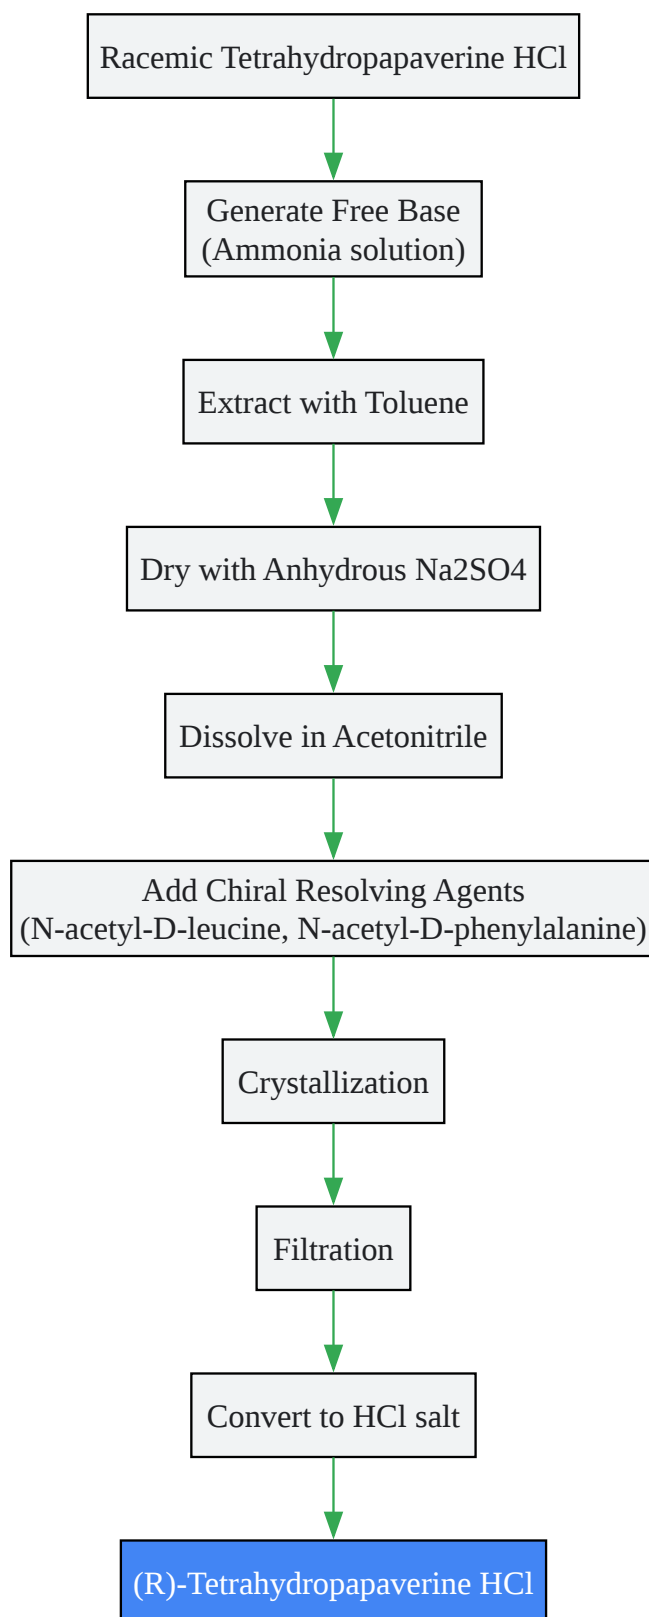 Racemic Tetrahydropapaverine HCl
Generate Free Base
(Ammonia solution)
Extract with Toluene
Dry with Anhydrous Na2SO4
Dissolve in Acetonitrile
Add Chiral Resolving Agents
(N-acetyl-D-leucine, N-acetyl-D-phenylalanine)
Crystallization
Filtration
Convert to HCl salt
(R)-Tetrahydropapaverine HCl